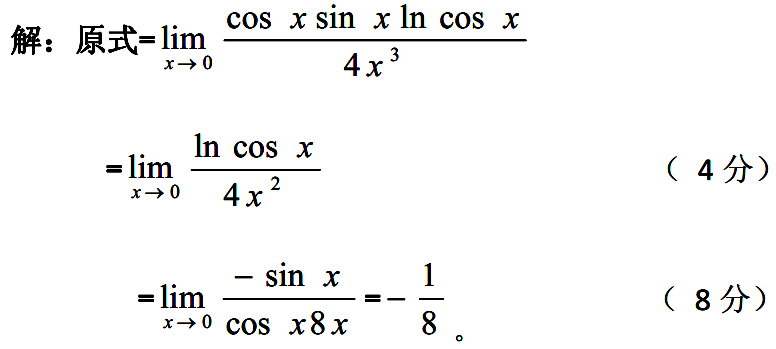 解：原式=lim x→0 cos x sin x ln cos x / 4x³
=lim x→0 ln cos x / 4x² （ 4分）
=lim x→0 − sin x / cos x8x =− 1/8 。 （ 8分）